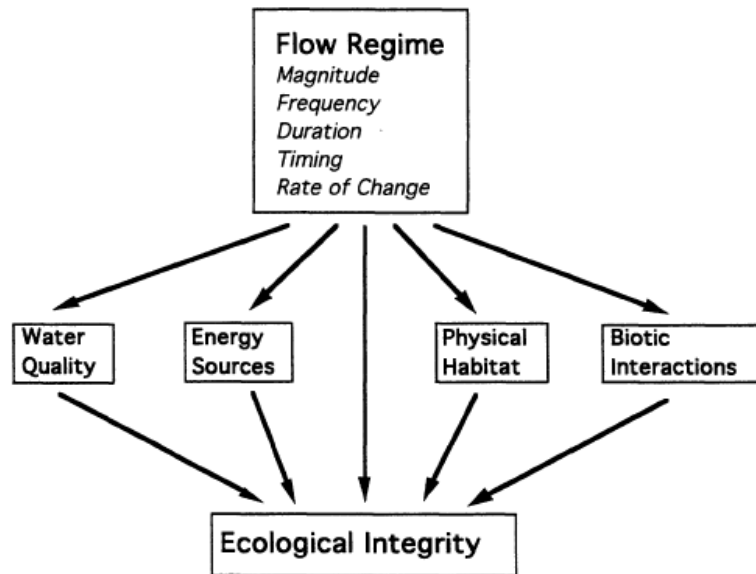 Flow Regime
Magnitude
Frequency
Duration
Timing
Rate of Change
Water
Quality
Energy
Sources
Physical
Habitat
Biotic
Interactions
Ecological Integrity